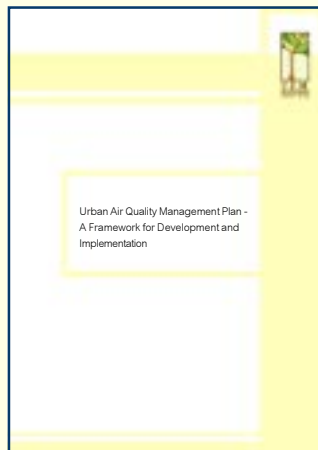 Urban Air Quality Management Plan -
A Framework for Development and
Implementation